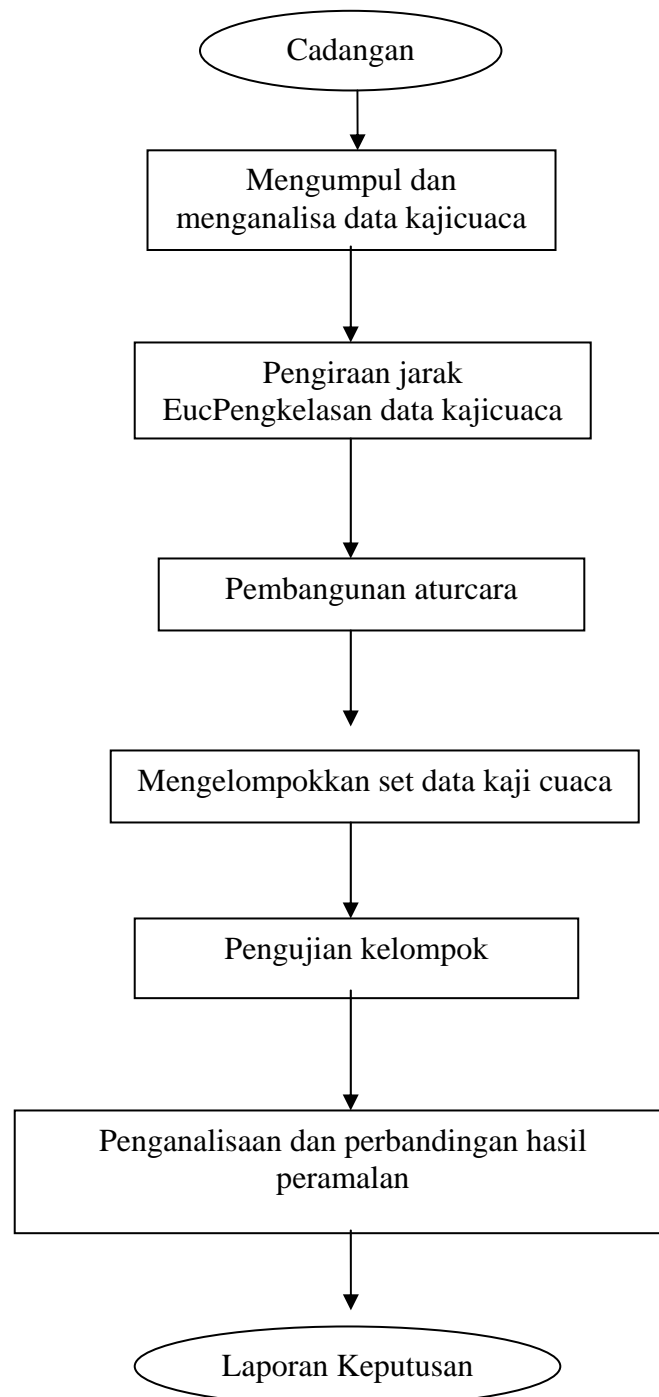 Cadangan
Mengumpul dan
menganalisa data kajicuaca
Pengiraan jarak
EucPengkelasan data kajicuaca
Pembangunan aturcara
Mengelompokkan set data kaji cuaca
Pengujian kelompok
Penganalisaan dan perbandingan hasil
peramalan
Laporan Keputusan